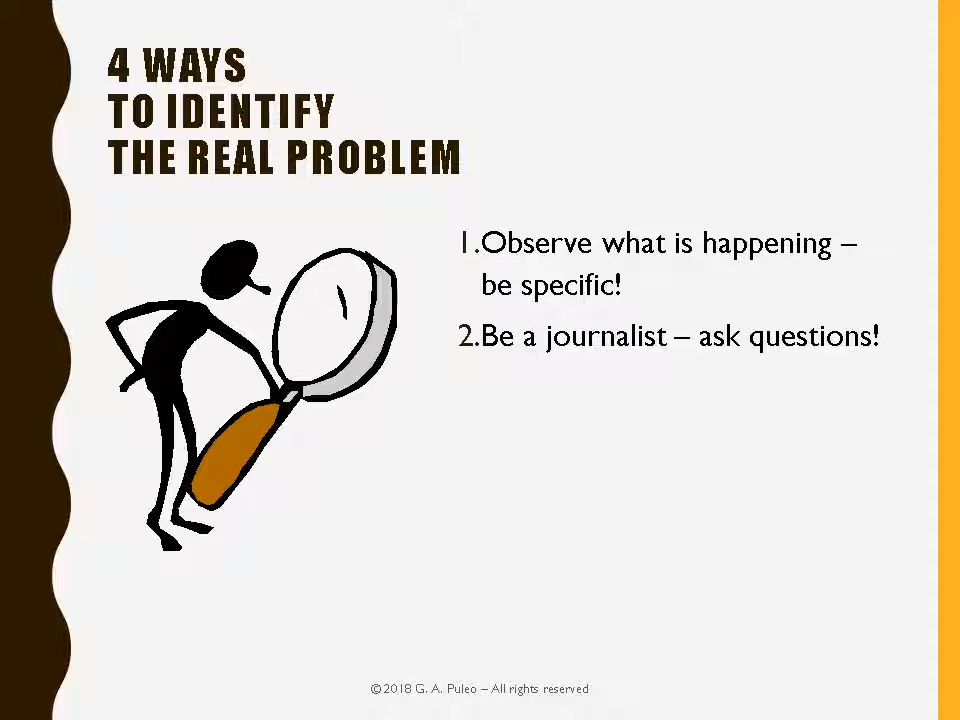 4 WAYS
TO IDENTIFY
THE REAL PROBLEM
1.Observe what is happening –
be specific!
2.Be a journalist – ask questions!
©2018 G. A. Puleo – All rights reserved